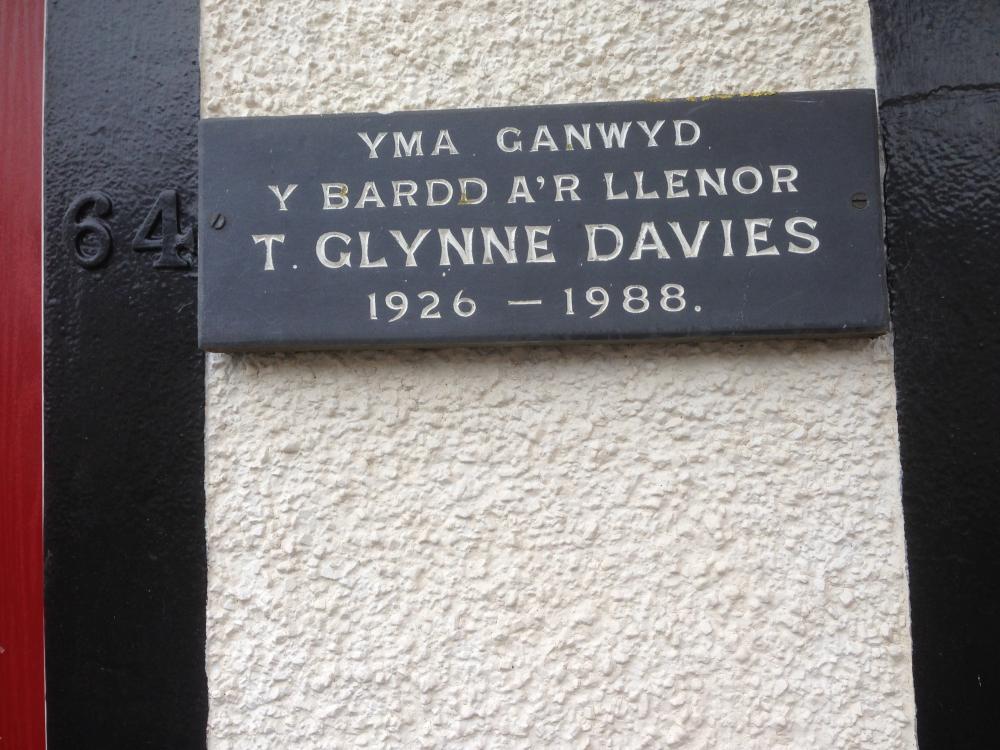 64
YMA GANWYD
Y BARDD A'R LLENOR
T. GLYNNE DAVIES
1926 — 1988.